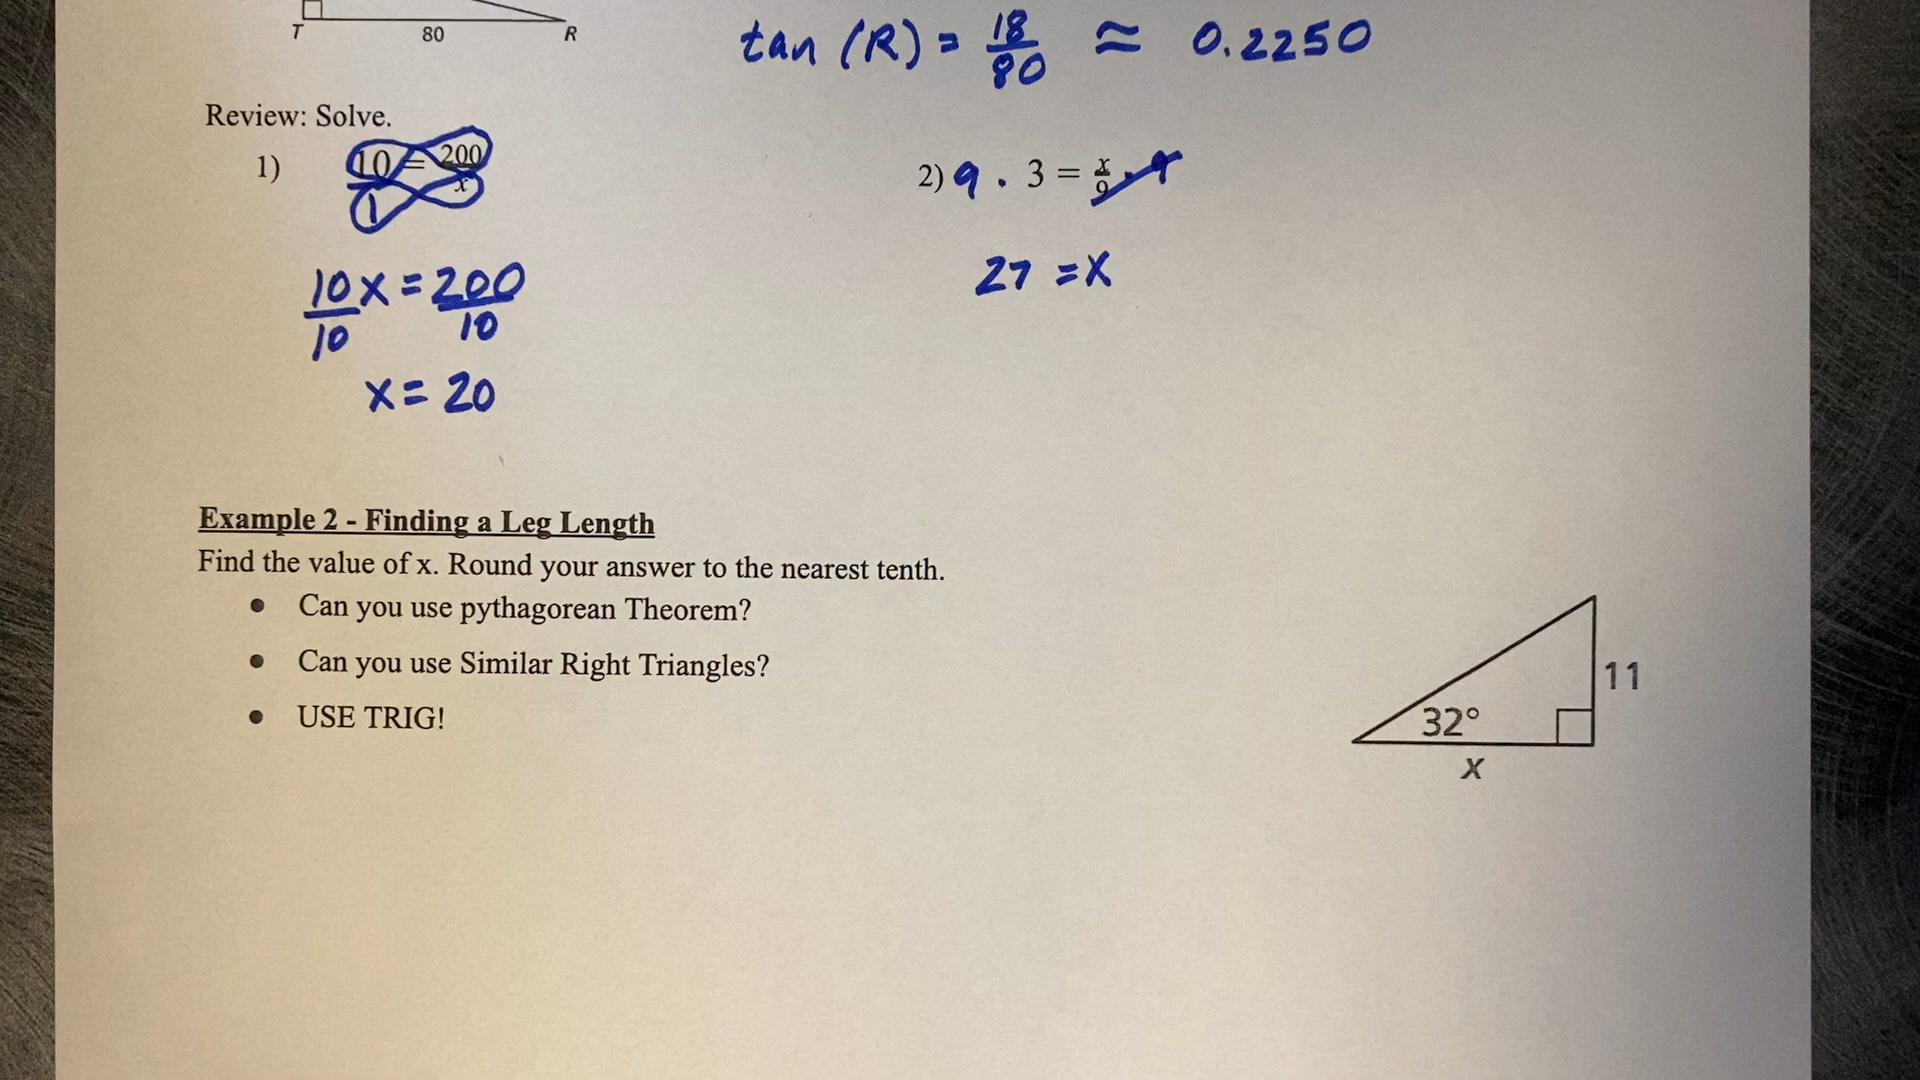 T 80 R
tan (R) = 18/80 ≈ 0.2250
Review: Solve.
1) 10/1 = 200/x
2) 9 · 3 = x/9 · 9
10x/10 = 200/10
27 = x
x = 20
Example 2 - Finding a Leg Length
Find the value of x. Round your answer to the nearest tenth.
• Can you use pythagorean Theorem?
• Can you use Similar Right Triangles?
• USE TRIG!
11
32°
x